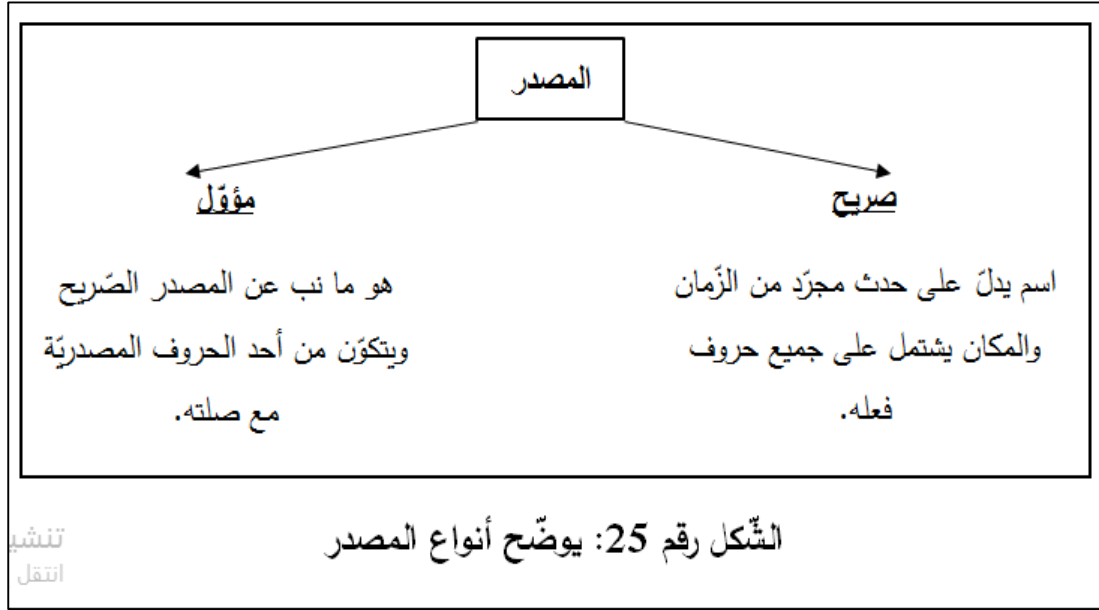 المصدر
صريح
اسم يدلّ على حدث مجرّد من الزّمان
والمكان يشتمل على جميع حروف
فعله.
مؤوّل
هو ما نب عن المصدر الصّريح
ويتكوّن من أحد الحروف المصدريّة
مع صلته.
الشّكل رقم 25: يوضّح أنواع المصدر
تنشي
انتقل